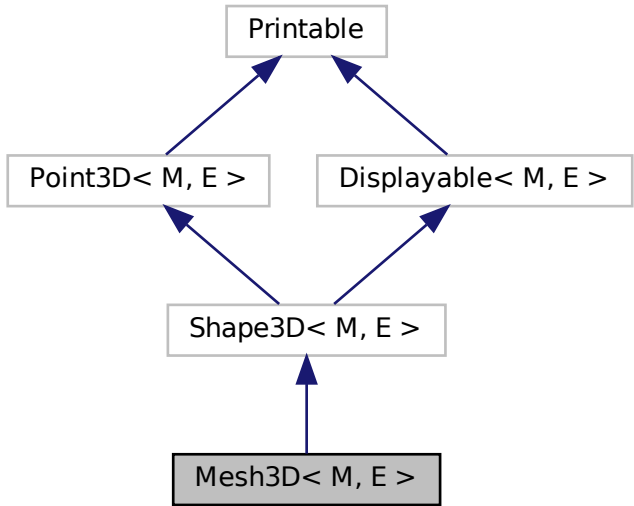 Printable
Point3D< M, E >
Displayable< M, E >
Shape3D< M, E >
Mesh3D< M, E >